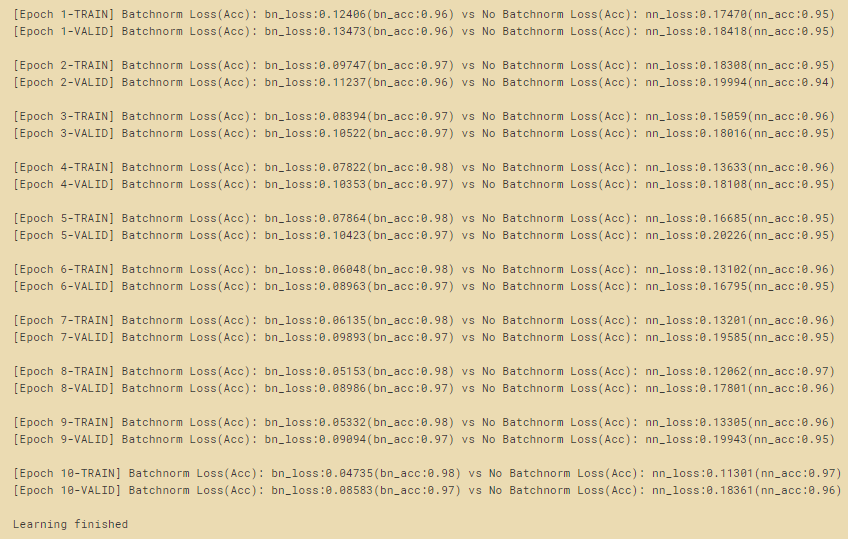 [Epoch 1-TRAIN] Batchnorm Loss(Acc): bn_loss:0.12406(bn_acc:0.96) vs No Batchnorm Loss(Acc): nn_loss:0.17470(nn_acc:0.95)
[Epoch 1-VALID] Batchnorm Loss(Acc): bn_loss:0.13473(bn_acc:0.96) vs No Batchnorm Loss(Acc): nn_loss:0.18418(nn_acc:0.95)
[Epoch 2-TRAIN] Batchnorm Loss(Acc): bn_loss:0.09747(bn_acc:0.97) vs No Batchnorm Loss(Acc): nn_loss:0.18308(nn_acc:0.95)
[Epoch 2-VALID] Batchnorm Loss(Acc): bn_loss:0.11237(bn_acc:0.96) vs No Batchnorm Loss(Acc): nn_loss:0.19994(nn_acc:0.94)
[Epoch 3-TRAIN] Batchnorm Loss(Acc): bn_loss:0.08394(bn_acc:0.97) vs No Batchnorm Loss(Acc): nn_loss:0.15059(nn_acc:0.96)
[Epoch 3-VALID] Batchnorm Loss(Acc): bn_loss:0.10522(bn_acc:0.97) vs No Batchnorm Loss(Acc): nn_loss:0.18016(nn_acc:0.95)
[Epoch 4-TRAIN] Batchnorm Loss(Acc): bn_loss:0.07822(bn_acc:0.98) vs No Batchnorm Loss(Acc): nn_loss:0.13633(nn_acc:0.96)
[Epoch 4-VALID] Batchnorm Loss(Acc): bn_loss:0.10353(bn_acc:0.97) vs No Batchnorm Loss(Acc): nn_loss:0.18108(nn_acc:0.95)
[Epoch 5-TRAIN] Batchnorm Loss(Acc): bn_loss:0.07864(bn_acc:0.98) vs No Batchnorm Loss(Acc): nn_loss:0.16685(nn_acc:0.95)
[Epoch 5-VALID] Batchnorm Loss(Acc): bn_loss:0.10423(bn_acc:0.97) vs No Batchnorm Loss(Acc): nn_loss:0.20226(nn_acc:0.95)
[Epoch 6-TRAIN] Batchnorm Loss(Acc): bn_loss:0.06048(bn_acc:0.98) vs No Batchnorm Loss(Acc): nn_loss:0.13102(nn_acc:0.96)
[Epoch 6-VALID] Batchnorm Loss(Acc): bn_loss:0.08963(bn_acc:0.97) vs No Batchnorm Loss(Acc): nn_loss:0.16795(nn_acc:0.95)
[Epoch 7-TRAIN] Batchnorm Loss(Acc): bn_loss:0.06135(bn_acc:0.98) vs No Batchnorm Loss(Acc): nn_loss:0.13201(nn_acc:0.96)
[Epoch 7-VALID] Batchnorm Loss(Acc): bn_loss:0.09893(bn_acc:0.97) vs No Batchnorm Loss(Acc): nn_loss:0.19585(nn_acc:0.95)
[Epoch 8-TRAIN] Batchnorm Loss(Acc): bn_loss:0.05153(bn_acc:0.98) vs No Batchnorm Loss(Acc): nn_loss:0.12062(nn_acc:0.97)
[Epoch 8-VALID] Batchnorm Loss(Acc): bn_loss:0.08986(bn_acc:0.97) vs No Batchnorm Loss(Acc): nn_loss:0.17801(nn_acc:0.96)
[Epoch 9-TRAIN] Batchnorm Loss(Acc): bn_loss:0.05332(bn_acc:0.98) vs No Batchnorm Loss(Acc): nn_loss:0.13305(nn_acc:0.96)
[Epoch 9-VALID] Batchnorm Loss(Acc): bn_loss:0.09094(bn_acc:0.97) vs No Batchnorm Loss(Acc): nn_loss:0.19943(nn_acc:0.95)
[Epoch 10-TRAIN] Batchnorm Loss(Acc): bn_loss:0.04735(bn_acc:0.98) vs No Batchnorm Loss(Acc): nn_loss:0.11301(nn_acc:0.97)
[Epoch 10-VALID] Batchnorm Loss(Acc): bn_loss:0.08583(bn_acc:0.97) vs No Batchnorm Loss(Acc): nn_loss:0.18361(nn_acc:0.96)
Learning finished